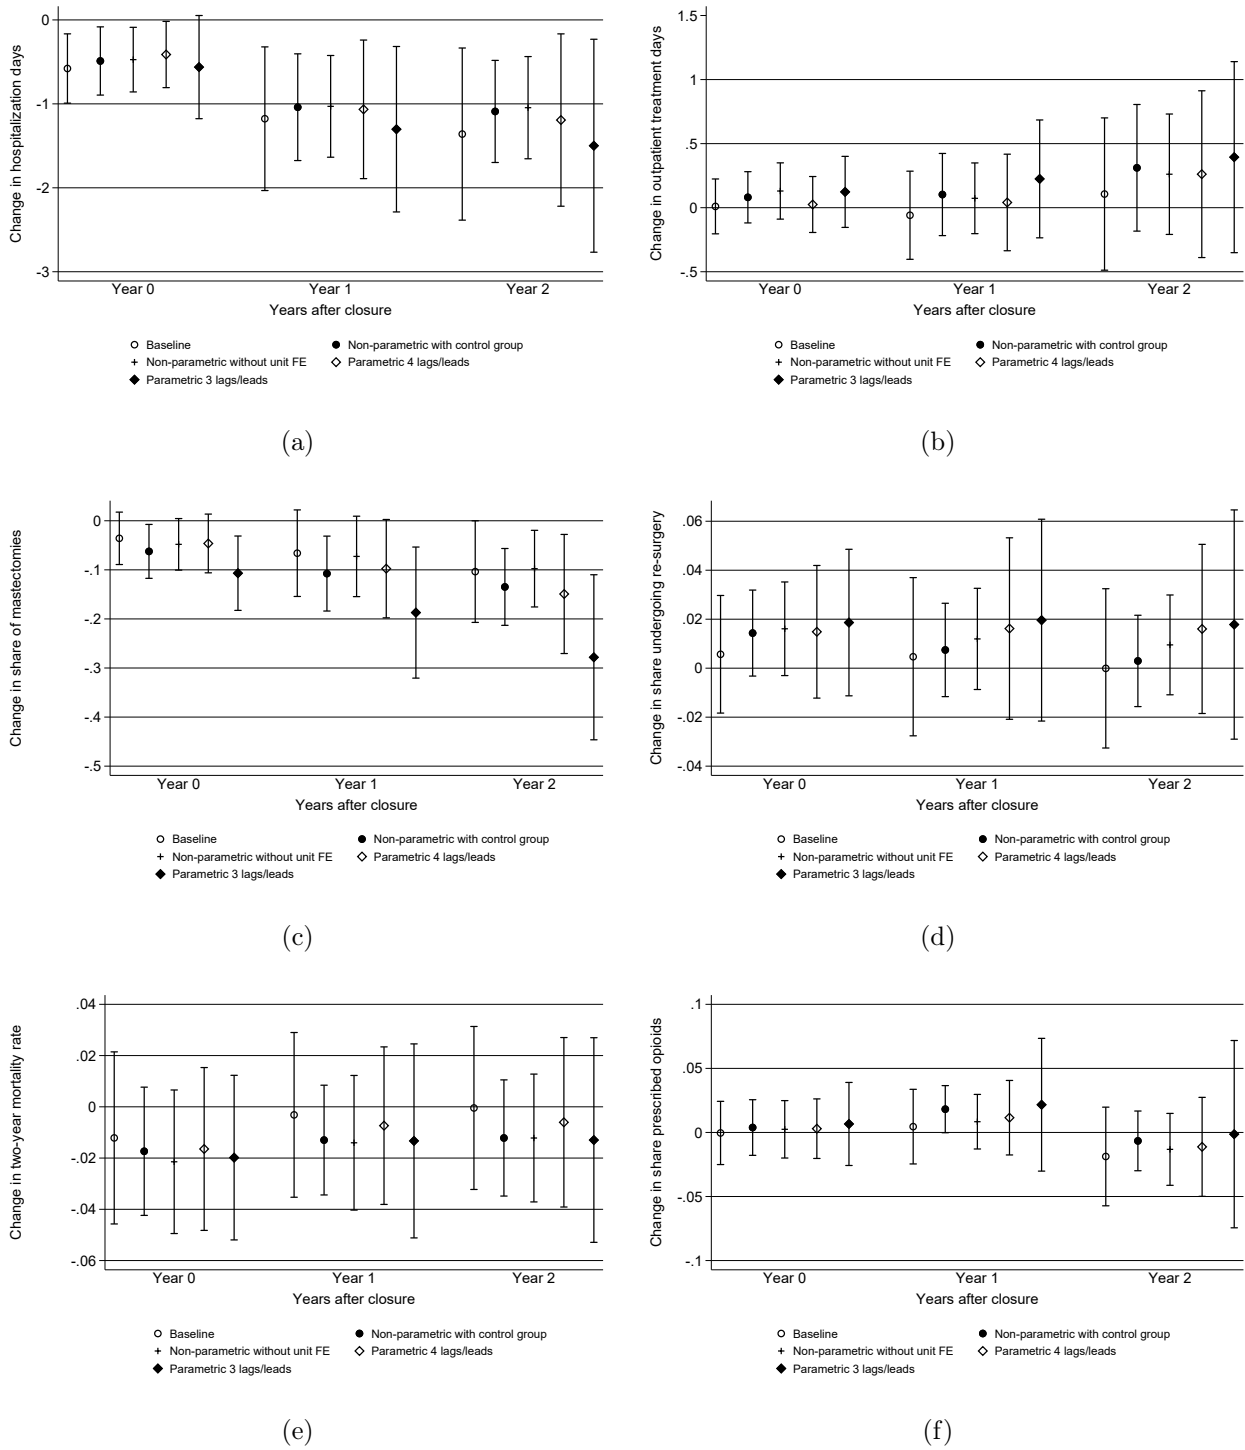 Change in hospitalization days
0
-1
-2
-3
Year 0 Year 1 Year 2
Years after closure
Baseline Non-parametric with control group
Non-parametric without unit FE Parametric 4 lags/leads
Parametric 3 lags/leads
(a)
Change in outpatient treatment days
1.5
1
.5
0
-.5
Year 0 Year 1 Year 2
Years after closure
Baseline Non-parametric with control group
Non-parametric without unit FE Parametric 4 lags/leads
Parametric 3 lags/leads
(b)
Change in share of mastectomies
0
-.1
-.2
-.3
-.4
-.5
Year 0 Year 1 Year 2
Years after closure
Baseline Non-parametric with control group
Non-parametric without unit FE Parametric 4 lags/leads
Parametric 3 lags/leads
(c)
Change in share undergoing re-surgery
.06
.04
.02
0
-.02
-.04
Year 0 Year 1 Year 2
Years after closure
Baseline Non-parametric with control group
Non-parametric without unit FE Parametric 4 lags/leads
Parametric 3 lags/leads
(d)
Change in two-year mortality rate
.04
.02
0
-.02
-.04
-.06
Year 0 Year 1 Year 2
Years after closure
Baseline Non-parametric with control group
Non-parametric without unit FE Parametric 4 lags/leads
Parametric 3 lags/leads
(e)
Change in share prescribed opioids
.1
.05
0
-.05
-.1
Year 0 Year 1 Year 2
Years after closure
Baseline Non-parametric with control group
Non-parametric without unit FE Parametric 4 lags/leads
Parametric 3 lags/leads
(f)